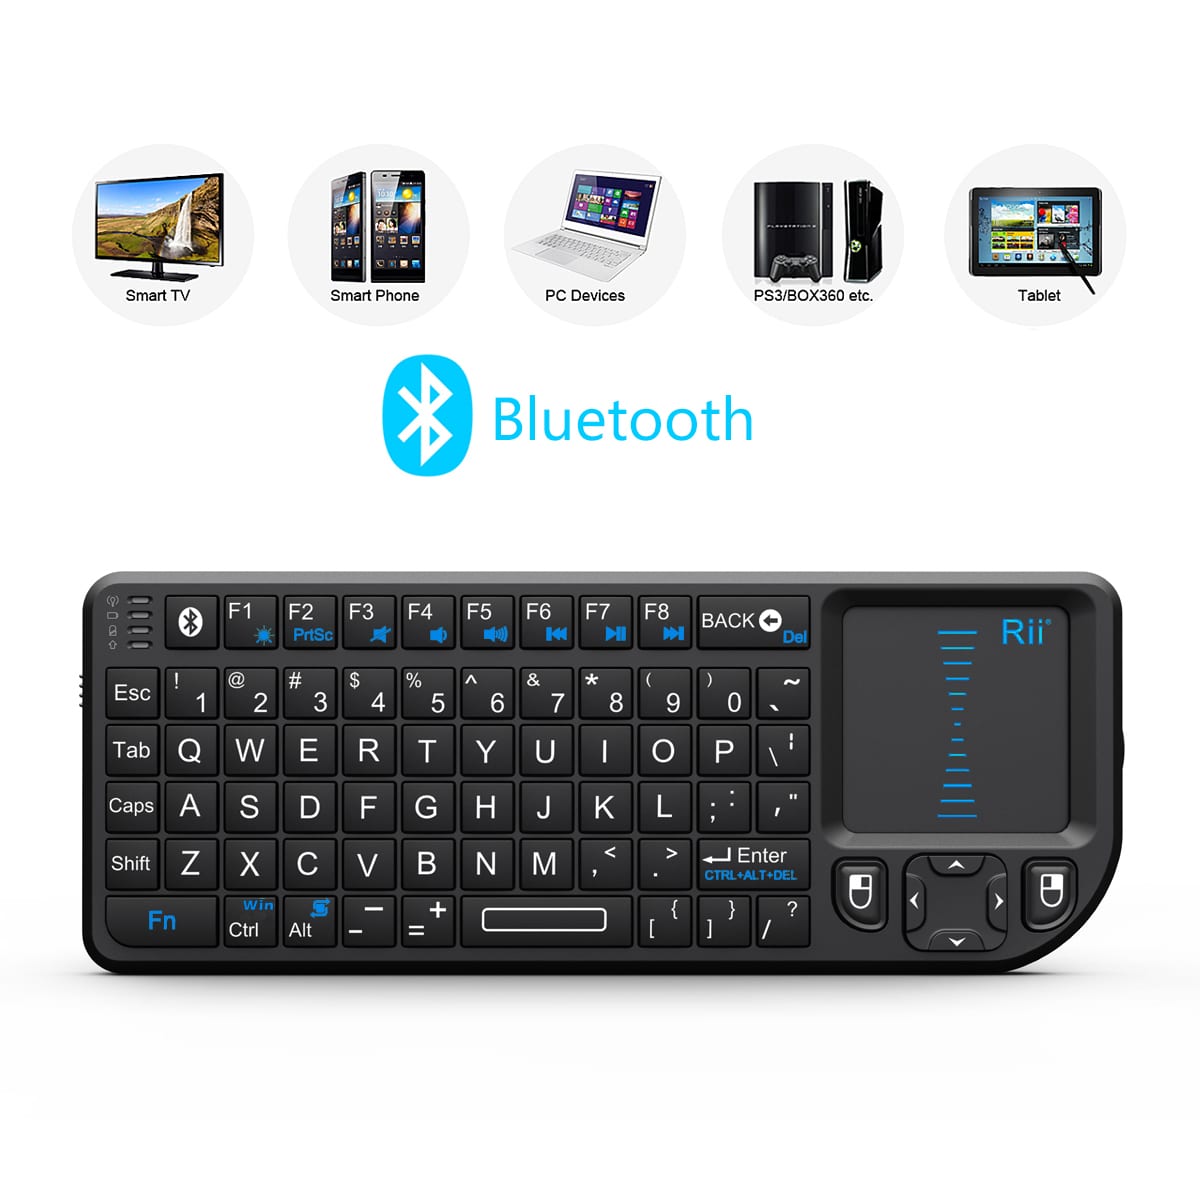 Smart TV
Smart Phone
PC Devices
PLAYSTATION 3
PS3/BOX360 etc.
Tablet
Bluetooth
F1 F2 PrtSc F3 F4 F5 F6 F7 F8 BACK Del
Rii®
Esc ! 1 @ 2 # 3 $ 4 % 5 ^ 6 & 7 * 8 ( 9 ) 0 ~ `
Tab Q W E R T Y U I O P \ ¦
Caps A S D F G H J K L ; : , "
Shift Z X C V B N M , < . > Enter
CTRL+ALT+DEL
Fn Win Ctrl Alt – – + = [ { ] } / ?